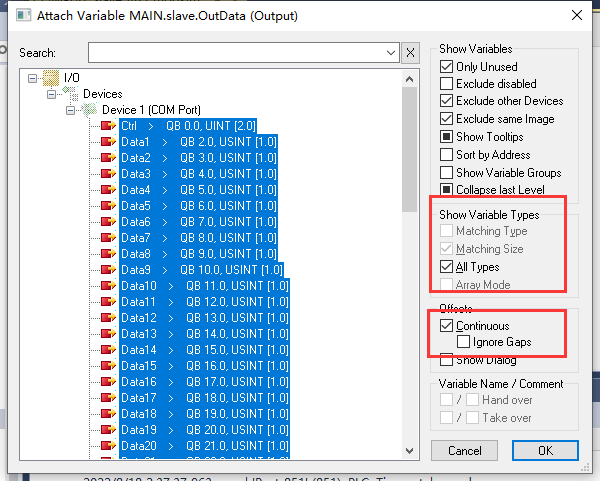 Attach Variable MAIN.slave.OutData (Output)
Search:
I/O
Devices
Device 1 (COM Port)
Ctrl > QB 0.0, UINT [2.0]
Data1 > QB 2.0, USINT [1.0]
Data2 > QB 3.0, USINT [1.0]
Data3 > QB 4.0, USINT [1.0]
Data4 > QB 5.0, USINT [1.0]
Data5 > QB 6.0, USINT [1.0]
Data6 > QB 7.0, USINT [1.0]
Data7 > QB 8.0, USINT [1.0]
Data8 > QB 9.0, USINT [1.0]
Data9 > QB 10.0, USINT [1.0]
Data10 > QB 11.0, USINT [1.0]
Data11 > QB 12.0, USINT [1.0]
Data12 > QB 13.0, USINT [1.0]
Data13 > QB 14.0, USINT [1.0]
Data14 > QB 15.0, USINT [1.0]
Data15 > QB 16.0, USINT [1.0]
Data16 > QB 17.0, USINT [1.0]
Data17 > QB 18.0, USINT [1.0]
Data18 > QB 19.0, USINT [1.0]
Data19 > QB 20.0, USINT [1.0]
Data20 > QB 21.0, USINT [1.0]
Show Variables
Only Unused
Exclude disabled
Exclude other Devices
Exclude same Image
Show Tooltips
Sort by Address
Show Variable Groups
Collapse last Level
Show Variable Types
Matching Type
Matching Size
All Types
Array Mode
Offsets
Continuous
Ignore Gaps
Show Dialog
Variable Name / Comment
/ Hand over
/ Take over
Cancel
OK